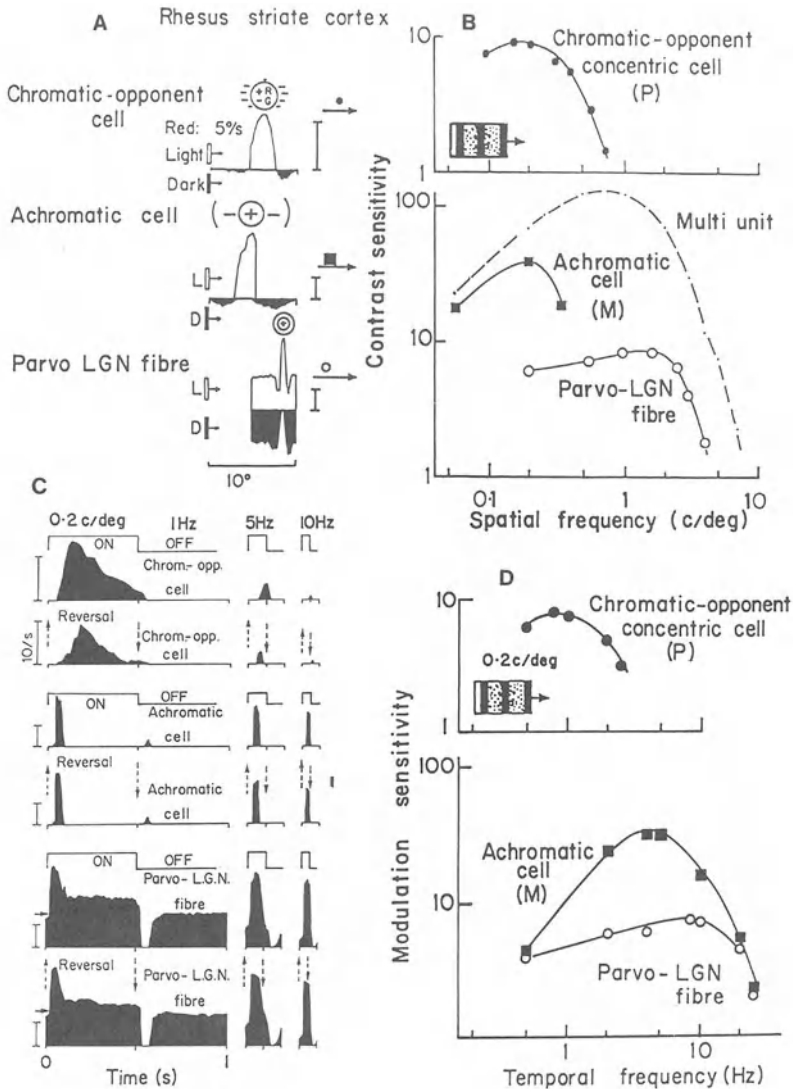 A Rhesus striate cortex
Chromatic-opponent
cell
+R
-G
Red: 5°/s
Light
Dark
Achromatic cell
(-+-)
L
D
Parvo LGN fibre
+
L
D
10°
B
10
1
Chromatic-opponent
concentric cell
(P)
Contrast sensitivity
100
10
1
Multi unit
Achromatic
cell
(M)
Parvo-LGN
fibre
0·1 1 10
Spatial frequency (c/deg)
C
0·2 c/deg 1Hz 5Hz 10Hz
ON OFF
Chrom.- opp.
cell
10/s
Reversal
Chrom-opp.
cell
ON OFF
Achromatic
cell
Reversal
Achromatic
cell
ON OFF
Parvo- L.G.N.
fibre
Reversal
Parvo- L.G.N.
fibre
0 1
Time (s)
D
10
1
Chromatic-opponent
concentric cell
(P)
0·2c/deg
Modulation sensitivity
100
10
Achromatic
cell
(M)
Parvo-LGN
fibre
1 10
Temporal frequency (Hz)